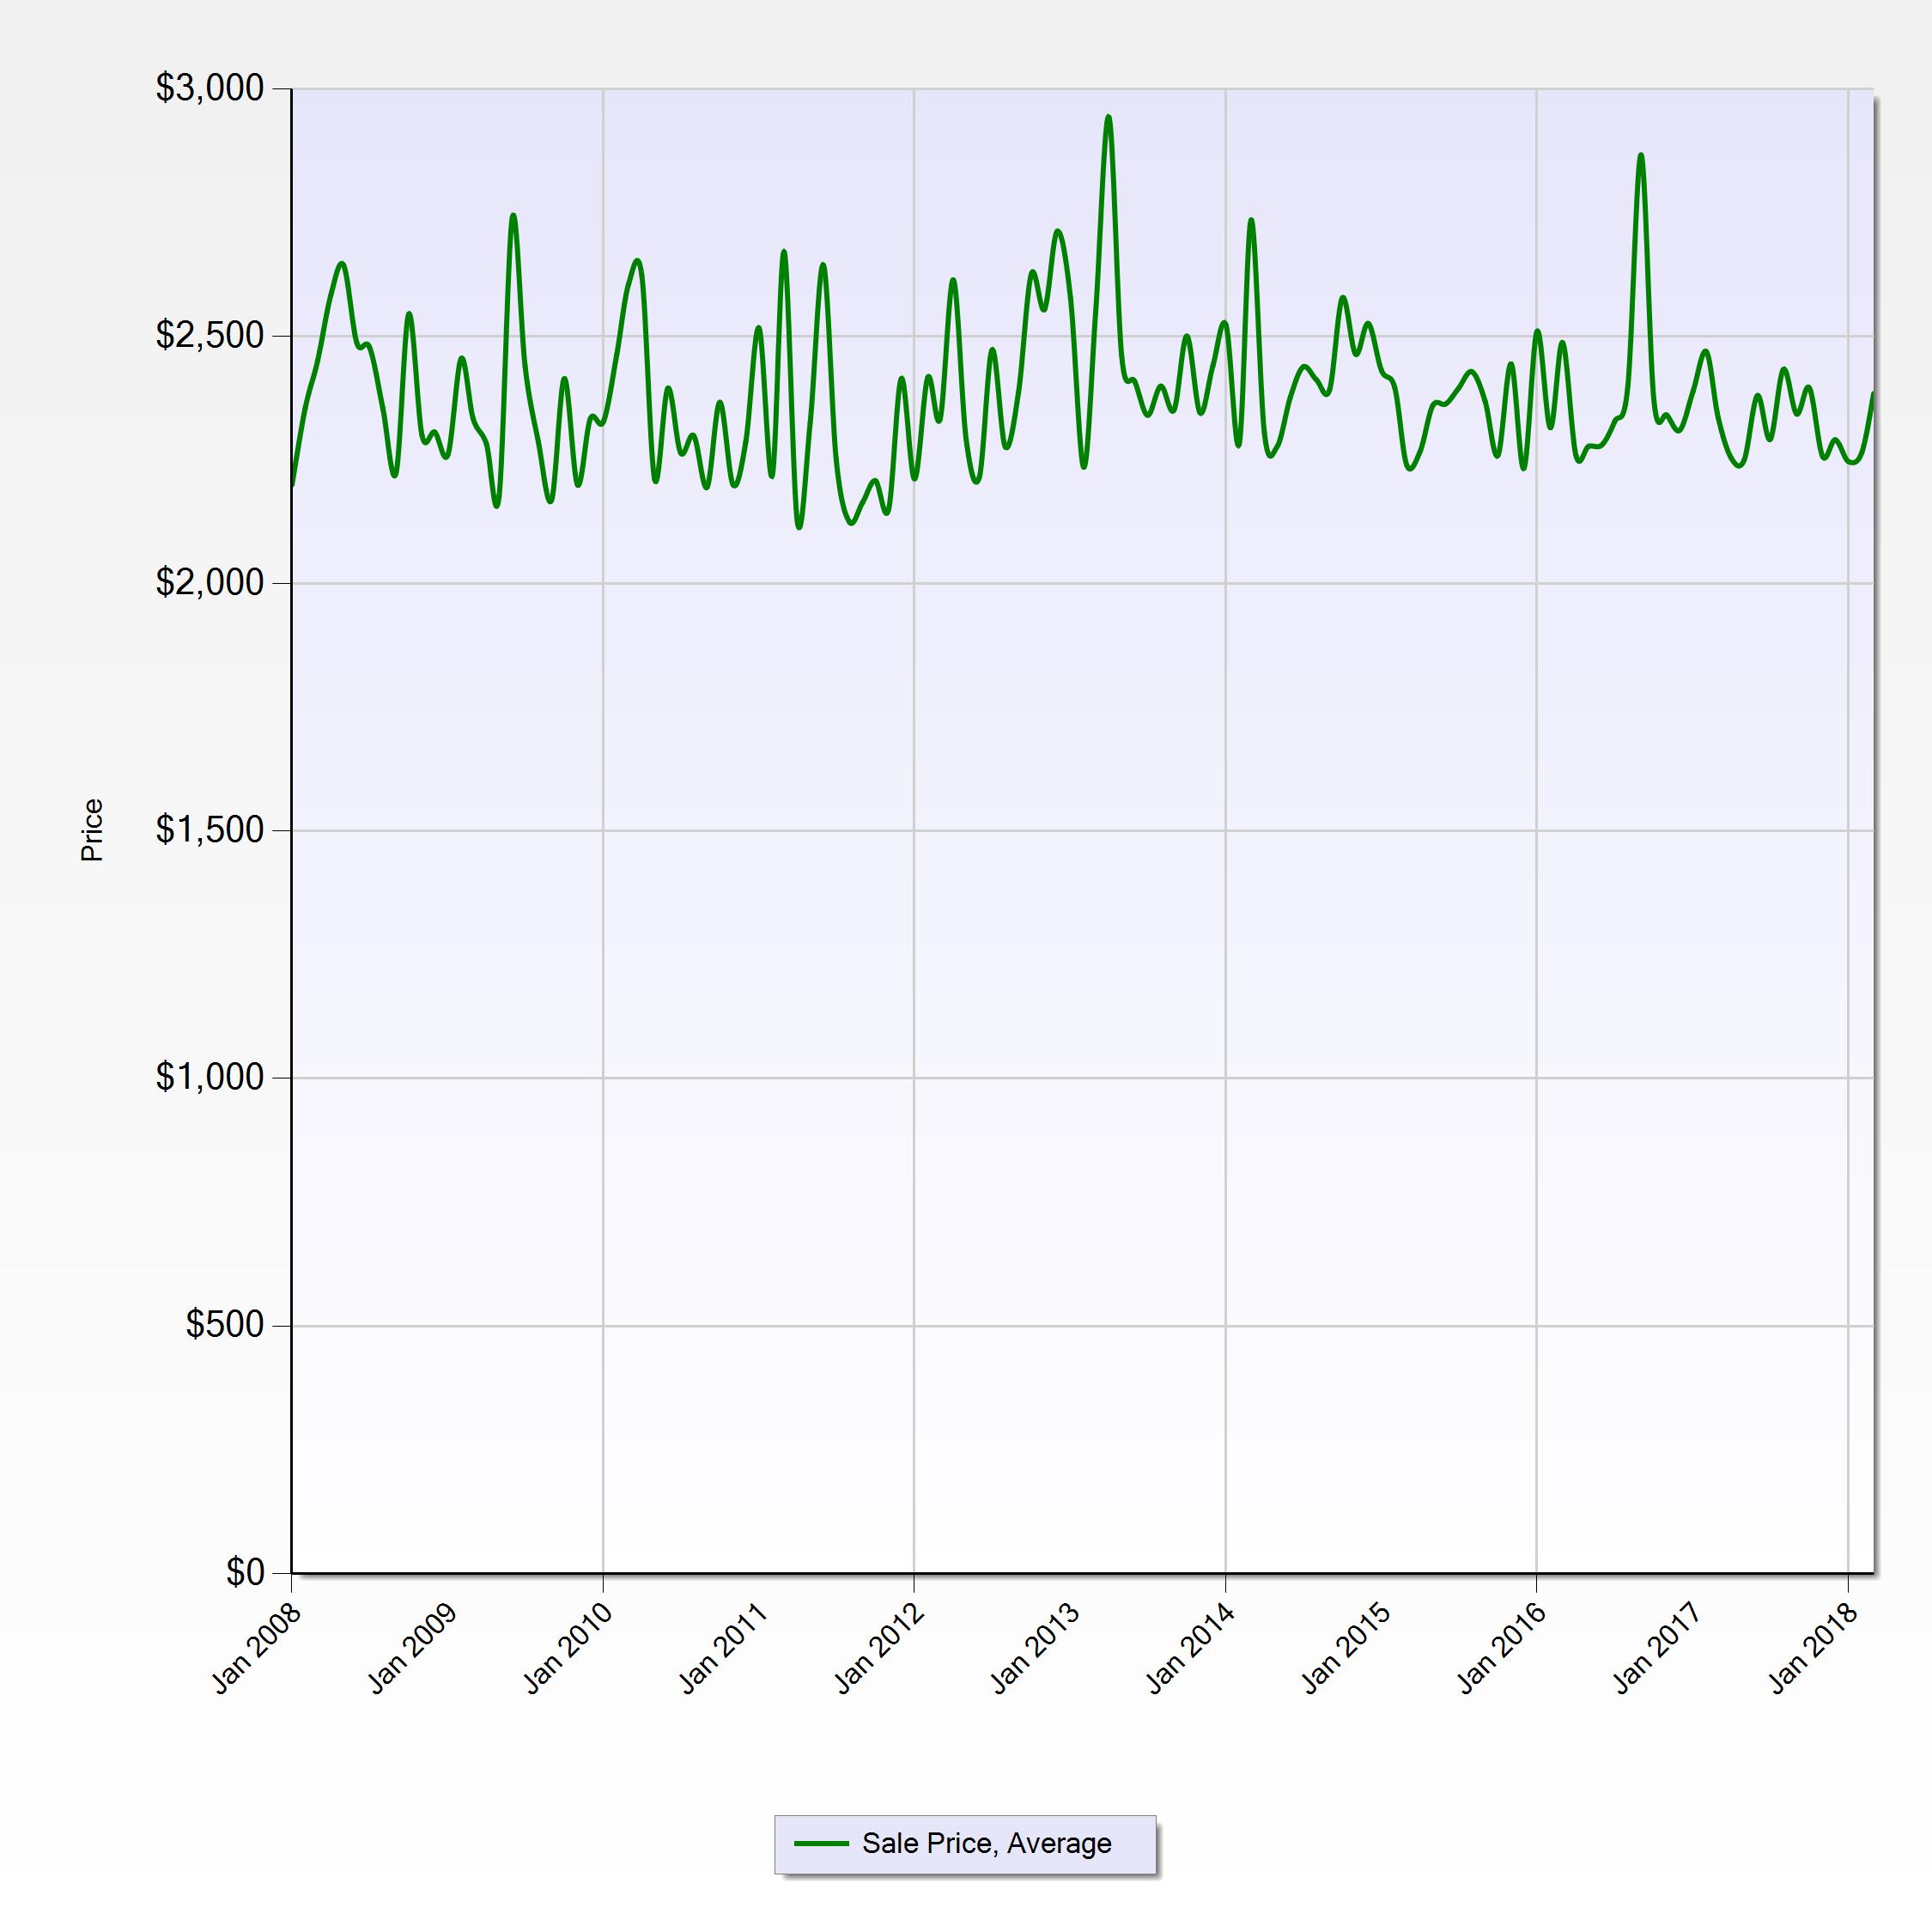 $3,000
$2,500
$2,000
$1,500
$1,000
$500
$0
Price
Jan 2008
Jan 2009
Jan 2010
Jan 2011
Jan 2012
Jan 2013
Jan 2014
Jan 2015
Jan 2016
Jan 2017
Jan 2018
Sale Price, Average